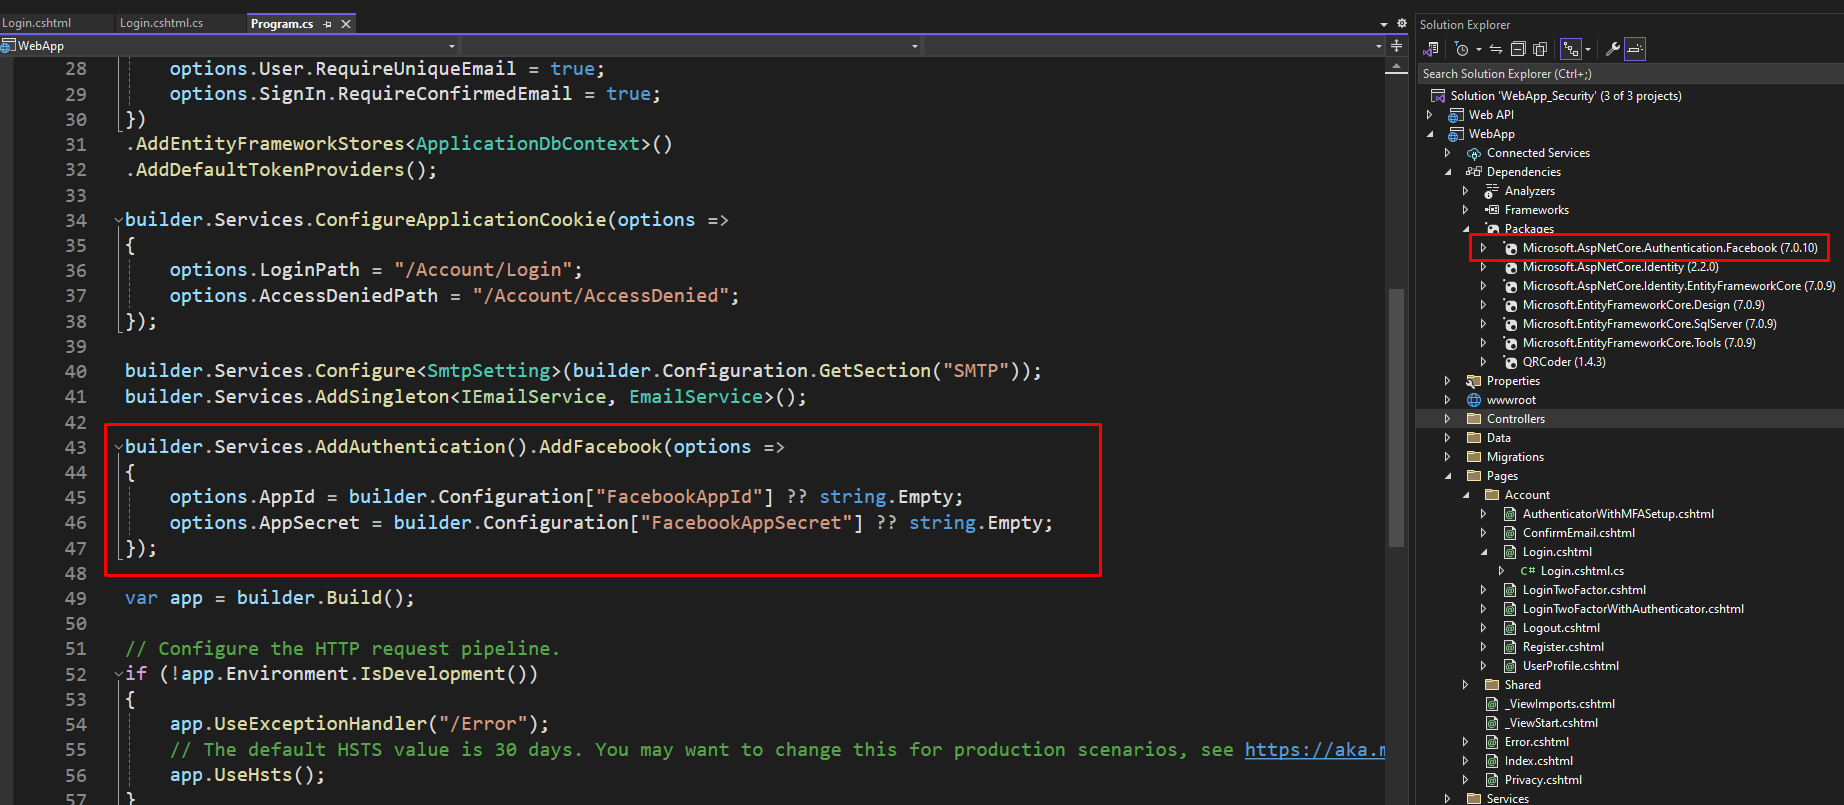 Login.cshtml
Login.cshtml.cs
Program.cs
WebApp
28 options.User.RequireUniqueEmail = true;
29 options.SignIn.RequireConfirmedEmail = true;
30 })
31 .AddEntityFrameworkStores<ApplicationDbContext>()
32 .AddDefaultTokenProviders();
33
34 builder.Services.ConfigureApplicationCookie(options =>
35 {
36 options.LoginPath = "/Account/Login";
37 options.AccessDeniedPath = "/Account/AccessDenied";
38 });
39
40 builder.Services.Configure<SmtpSetting>(builder.Configuration.GetSection("SMTP"));
41 builder.Services.AddSingleton<IEmailService, EmailService>();
42
43 builder.Services.AddAuthentication().AddFacebook(options =>
44 {
45 options.AppId = builder.Configuration["FacebookAppId"] ?? string.Empty;
46 options.AppSecret = builder.Configuration["FacebookAppSecret"] ?? string.Empty;
47 });
48
49 var app = builder.Build();
50
51 // Configure the HTTP request pipeline.
52 if (!app.Environment.IsDevelopment())
53 {
54 app.UseExceptionHandler("/Error");
55 // The default HSTS value is 30 days. You may want to change this for production scenarios, see https://aka.m
56 app.UseHsts();
57 }
Solution Explorer
Search Solution Explorer (Ctrl+;)
Solution 'WebApp_Security' (3 of 3 projects)
Web API
WebApp
Connected Services
Dependencies
Analyzers
Frameworks
Packages
Microsoft.AspNetCore.Authentication.Facebook (7.0.10)
Microsoft.AspNetCore.Identity (2.2.0)
Microsoft.AspNetCore.Identity.EntityFrameworkCore (7.0.9)
Microsoft.EntityFrameworkCore.Design (7.0.9)
Microsoft.EntityFrameworkCore.SqlServer (7.0.9)
Microsoft.EntityFrameworkCore.Tools (7.0.9)
QRCoder (1.4.3)
Properties
wwwroot
Controllers
Data
Migrations
Pages
Account
AuthenticatorWithMFASetup.cshtml
ConfirmEmail.cshtml
Login.cshtml
C# Login.cshtml.cs
LoginTwoFactor.cshtml
LoginTwoFactorWithAuthenticator.cshtml
Logout.cshtml
Register.cshtml
UserProfile.cshtml
Shared
_ViewImports.cshtml
_ViewStart.cshtml
Error.cshtml
Index.cshtml
Privacy.cshtml
Services